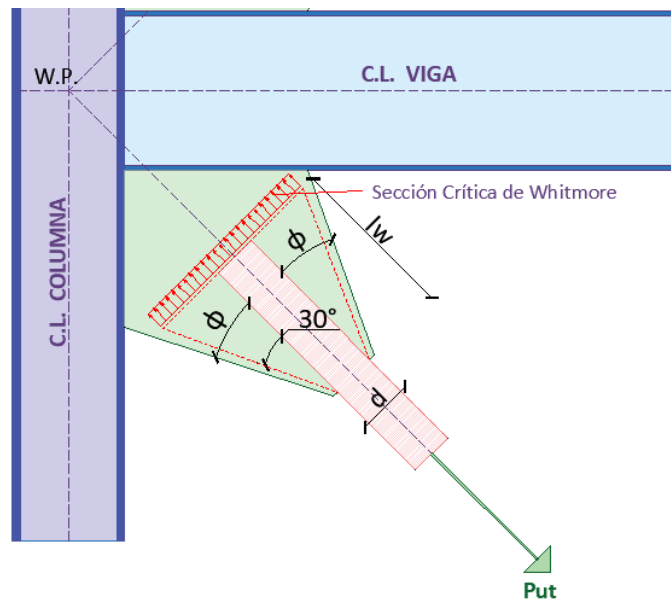 W.P.
C.L. VIGA
Sección Crítica de Whitmore
lw
ϕ
C.L. COLUMNA
ϕ
30°
d
Put